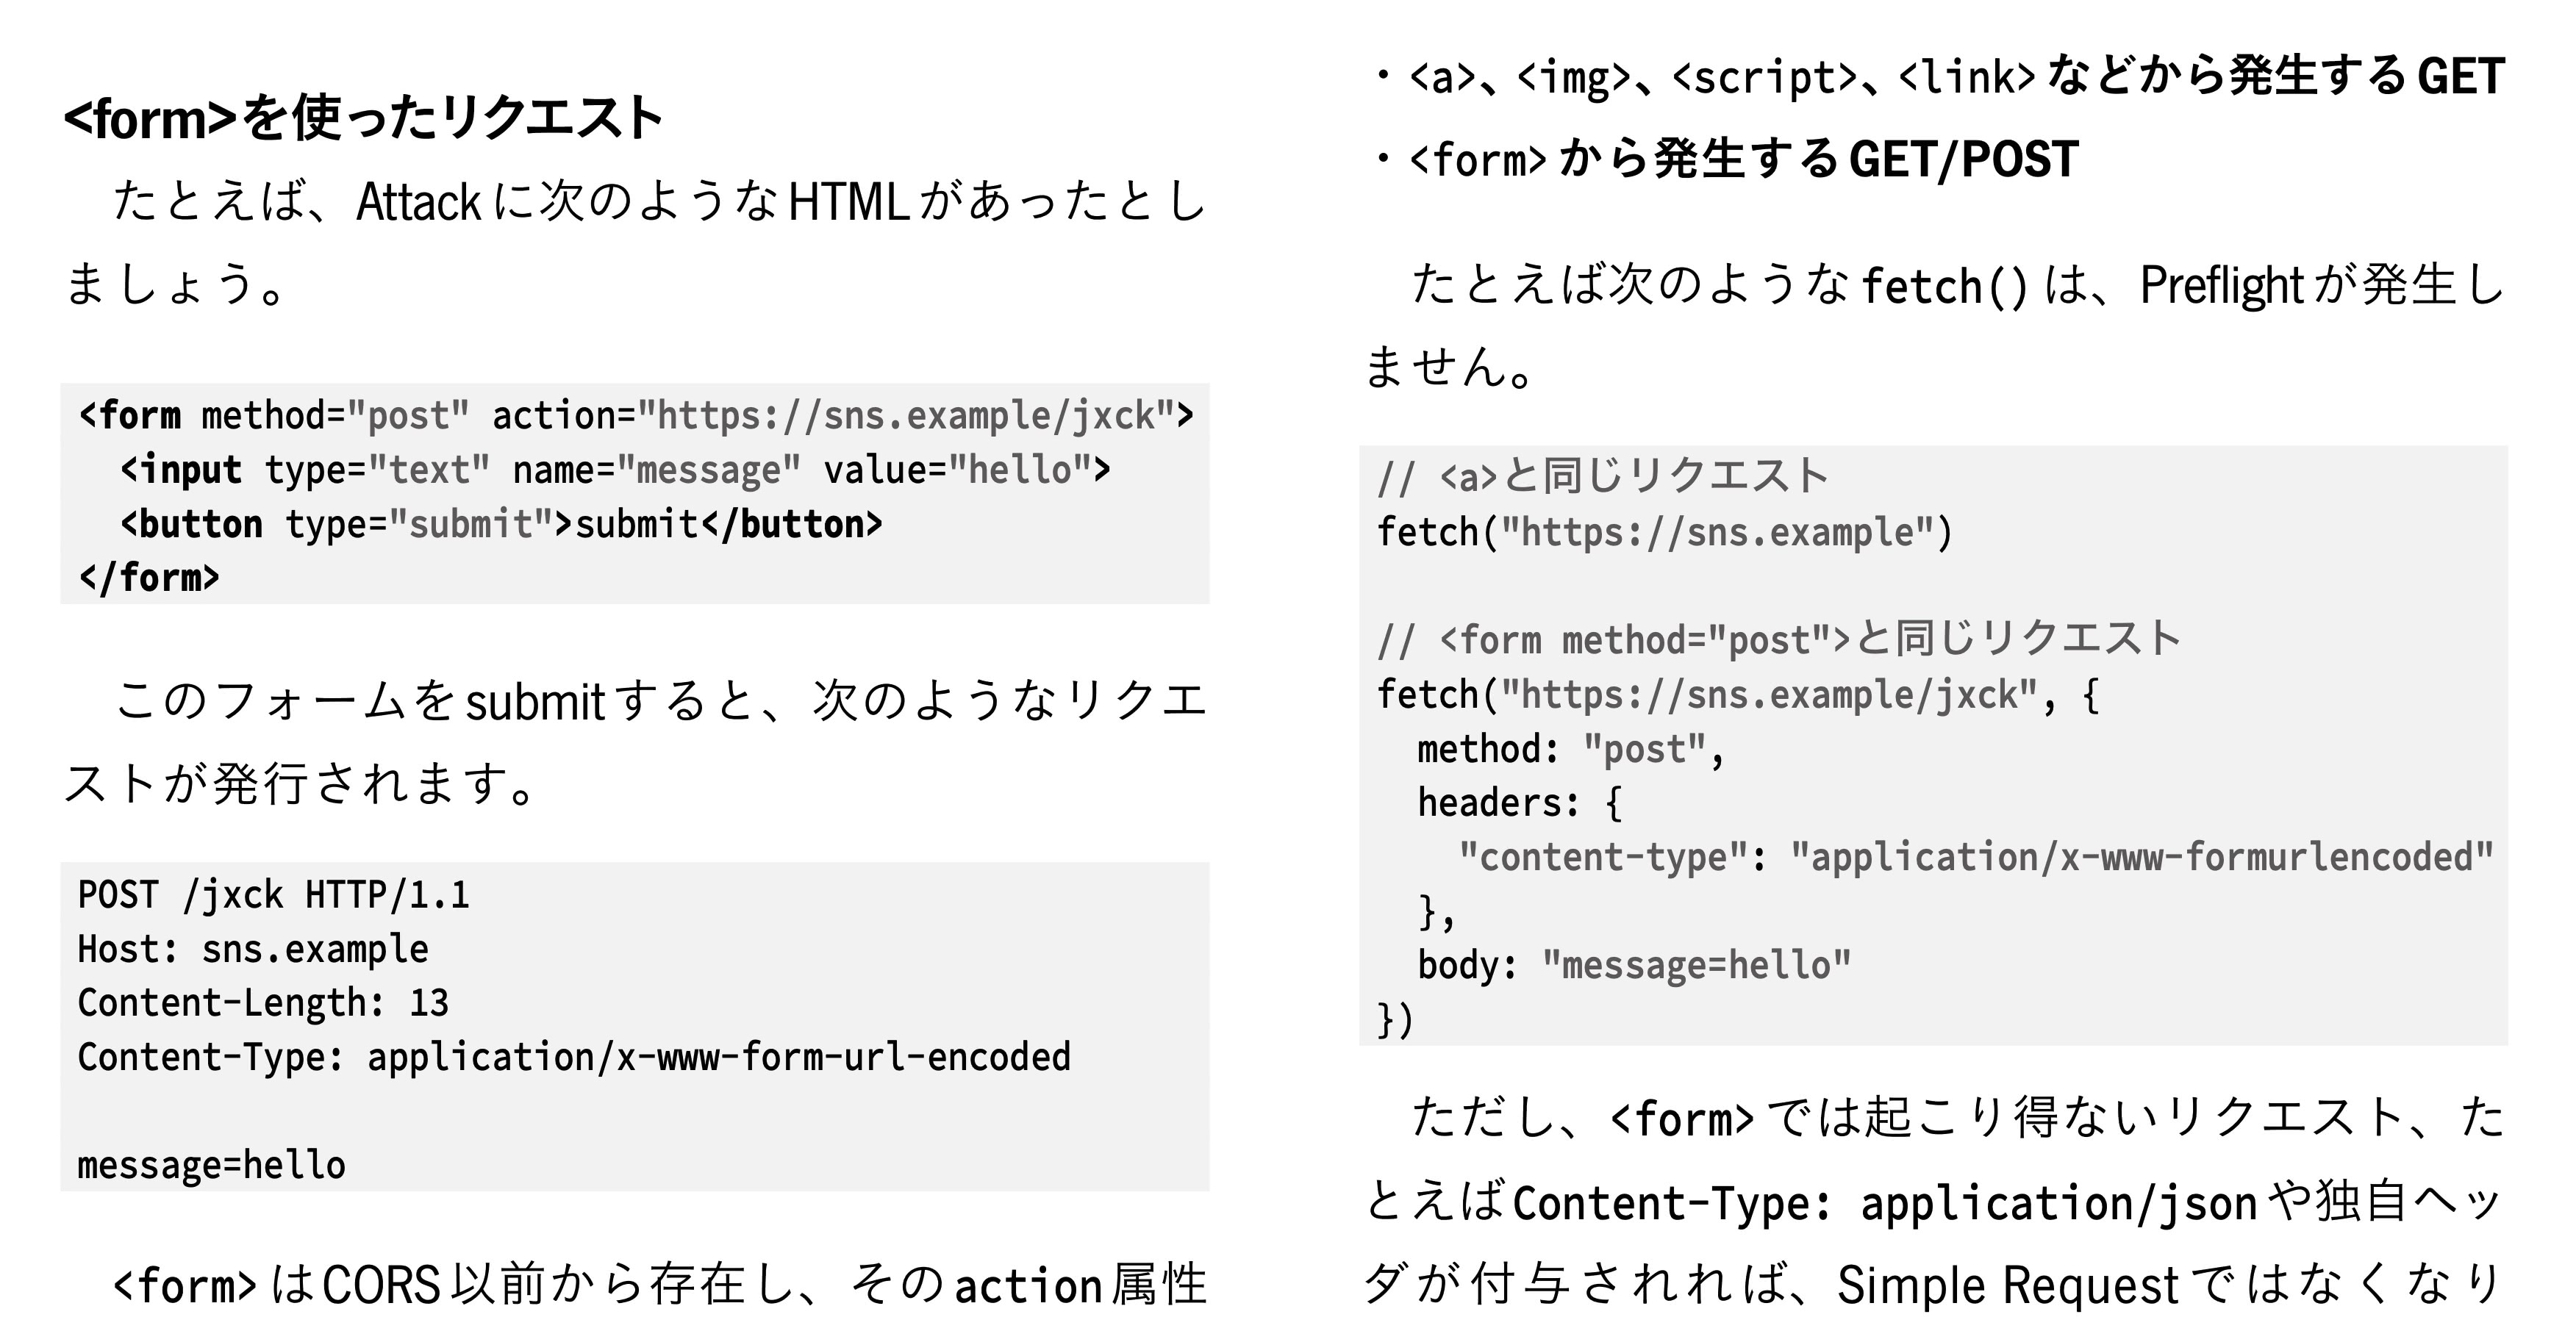 <form>を使ったリクエスト
たとえば、Attackに次のようなHTMLがあったとし
ましょう。
<form method="post" action="https://sns.example/jxck">
  <input type="text" name="message" value="hello">
  <button type="submit">submit</button>
</form>
このフォームをsubmitすると、次のようなリクエ
ストが発行されます。
POST /jxck HTTP/1.1
Host: sns.example
Content-Length: 13
Content-Type: application/x-www-form-url-encoded
message=hello
<form>はCORS以前から存在し、そのaction属性
・<a>、<img>、<script>、<link>などから発生するGET
・<form>から発生するGET/POST
たとえば次のようなfetch()は、Preflightが発生し
ません。
// <a>と同じリクエスト
fetch("https://sns.example")
// <form method="post">と同じリクエスト
fetch("https://sns.example/jxck", {
  method: "post",
  headers: {
    "content-type": "application/x-www-formurlencoded"
  },
  body: "message=hello"
})
ただし、<form>では起こり得ないリクエスト、た
とえばContent-Type: application/jsonや独自ヘッ
ダが付与されれば、Simple Requestではなくなり